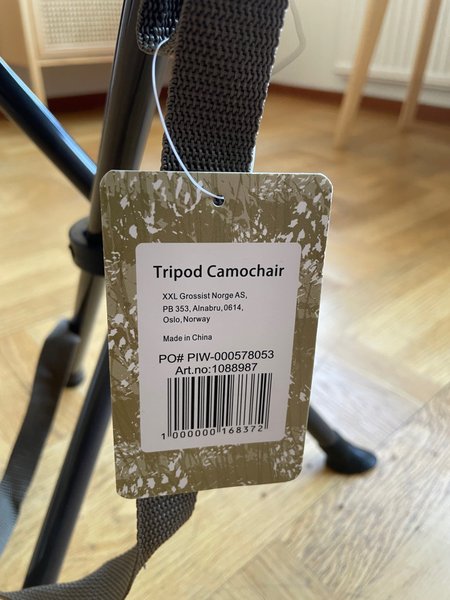 Tripod Camochair
XXL Grossist Norge AS,
PB 353, Alnabru,0614,
Oslo,Norway
Made in China
PO# PIW-000578053
Art.no:1088987
1 000000 168372